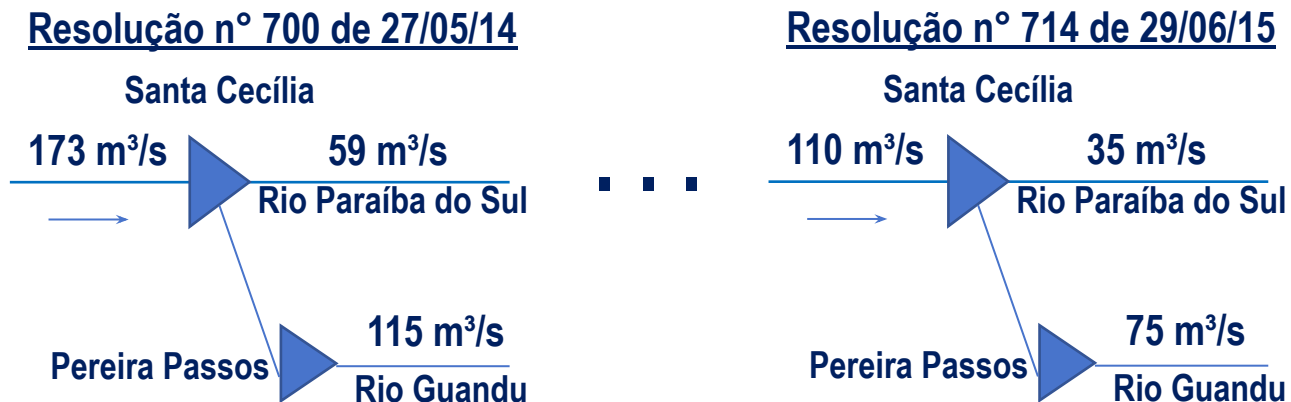 Resolução n° 700 de 27/05/14
Santa Cecília
173 m³/s
59 m³/s
Rio Paraíba do Sul
115 m³/s
Pereira Passos
Rio Guandu
. . .
Resolução n° 714 de 29/06/15
Santa Cecília
110 m³/s
35 m³/s
Rio Paraíba do Sul
75 m³/s
Pereira Passos
Rio Guandu